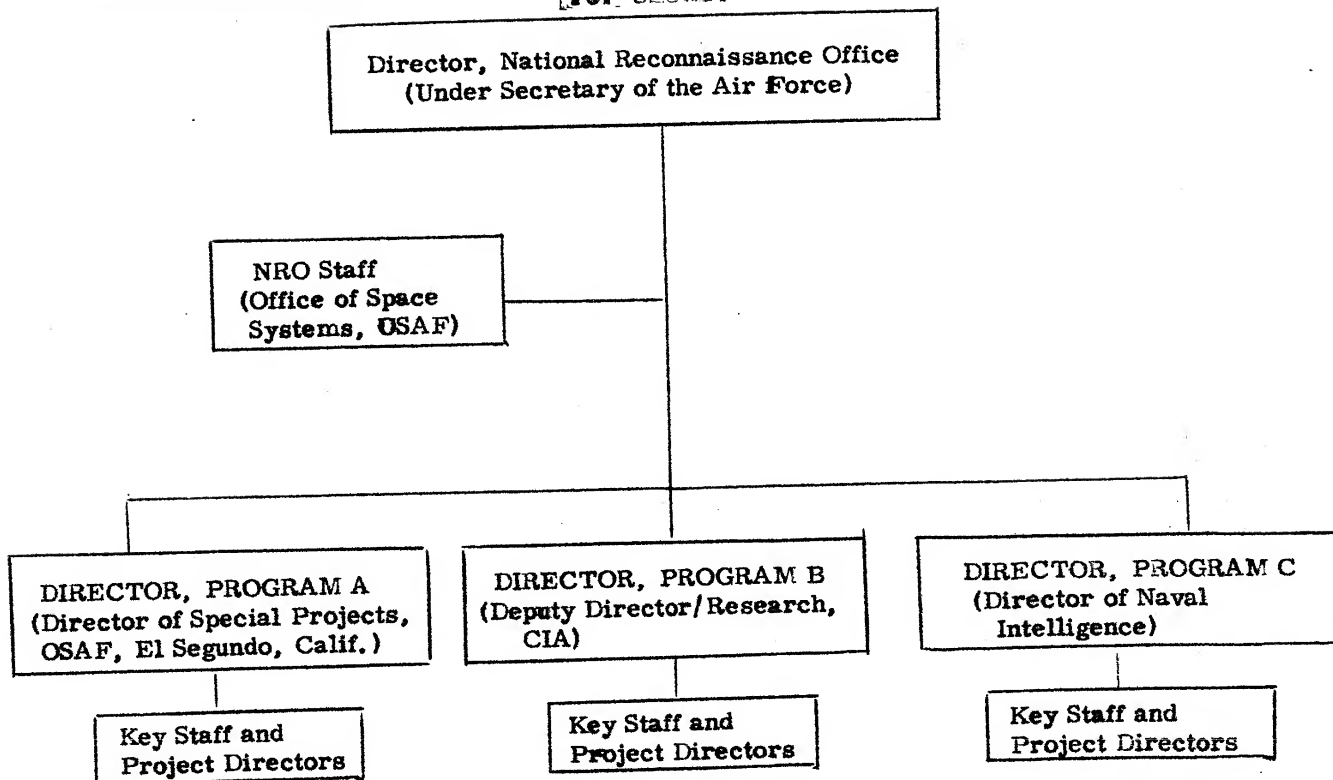 Director, National Reconnaissance Office
(Under Secretary of the Air Force)
NRO Staff
(Office of Space
Systems, OSAF)
DIRECTOR, PROGRAM A
(Director of Special Projects,
OSAF, El Segundo, Calif.)
DIRECTOR, PROGRAM B
(Deputy Director/Research,
CIA)
DIRECTOR, PROGRAM C
(Director of Naval
Intelligence)
Key Staff and
Project Directors
Key Staff and
Project Directors
Key Staff and
Project Directors